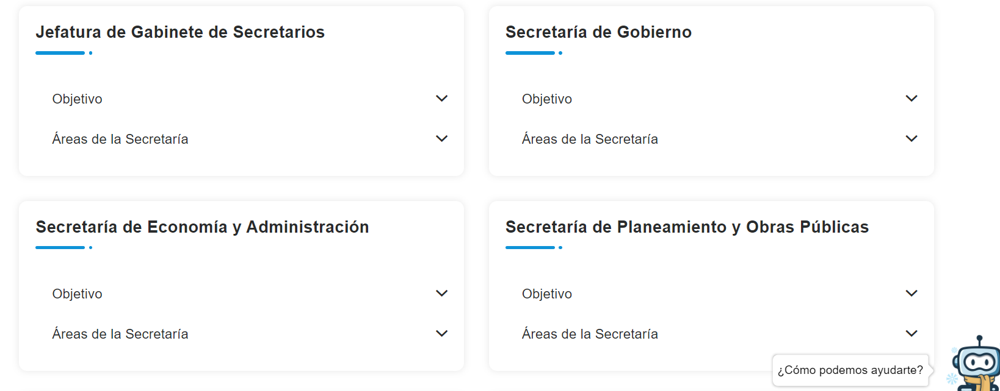 Jefatura de Gabinete de Secretarios
Objetivo
Áreas de la Secretaría
Secretaría de Gobierno
Objetivo
Áreas de la Secretaría
Secretaría de Economía y Administración
Objetivo
Áreas de la Secretaría
Secretaría de Planeamiento y Obras Públicas
Objetivo
Áreas de la Secretaría
¿Cómo podemos ayudarte?